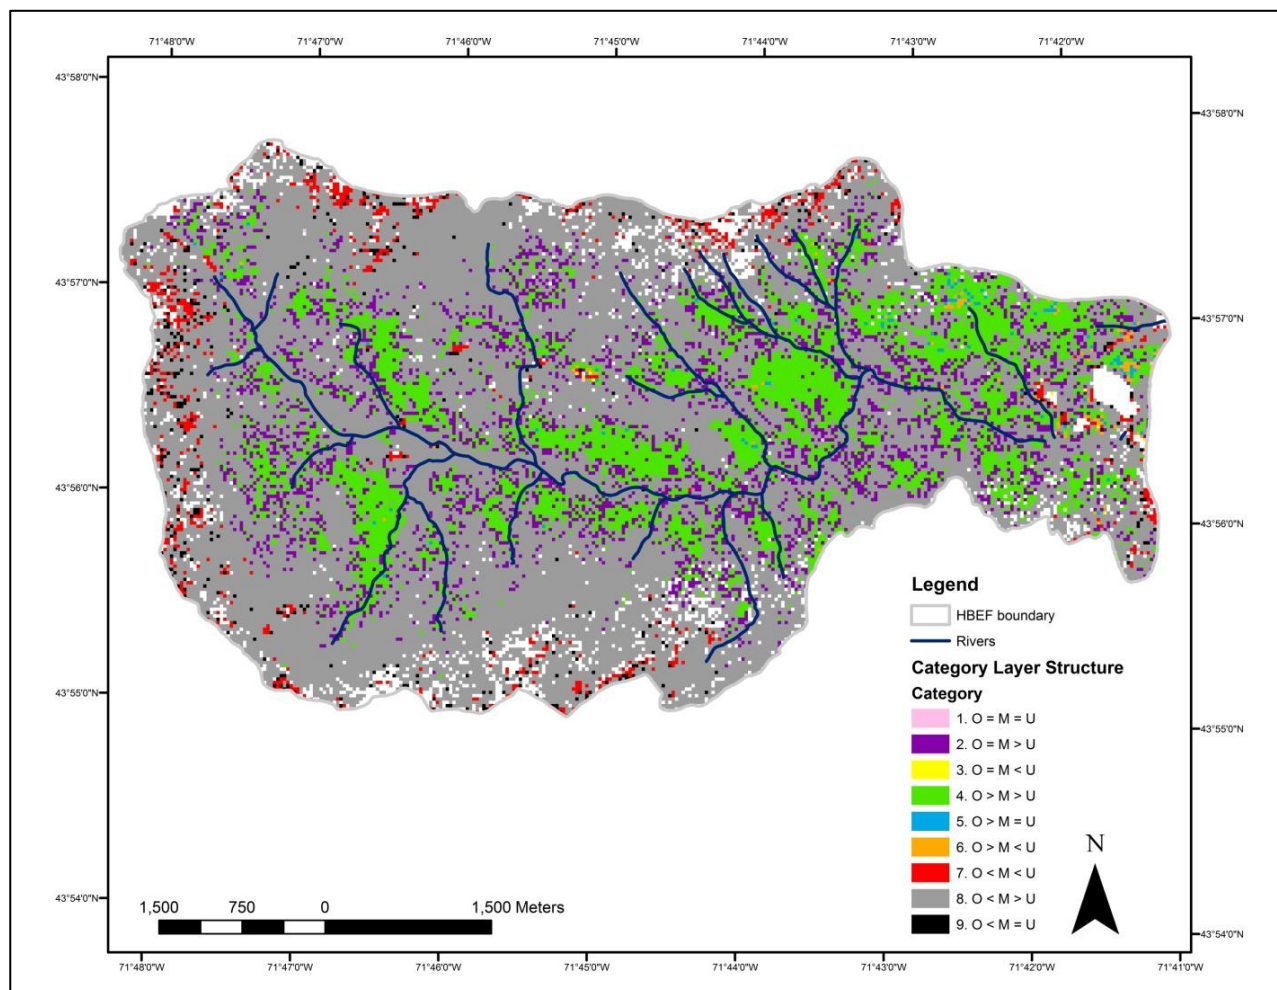 71°48'0"W 71°47'0"W 71°46'0"W 71°45'0"W 71°44'0"W 71°43'0"W 71°42'0"W
43°58'0"N
43°58'0"N
43°57'0"N
43°57'0"N
43°56'0"N
43°56'0"N
Legend
HBEF boundary
Rivers
Category Layer Structure
43°55'0"N
Category
1. O = M = U
43°55'0"N
2. O = M > U
3. O = M < U
4. O > M > U
5. O > M = U
6. O > M < U
N
7. O < M < U
43°54'0"N
8. O < M > U
1,500 750 0 1,500 Meters
9. O < M = U
43°54'0"N
71°48'0"W 71°47'0"W 71°46'0"W 71°45'0"W 71°44'0"W 71°43'0"W 71°42'0"W 71°41'0"W